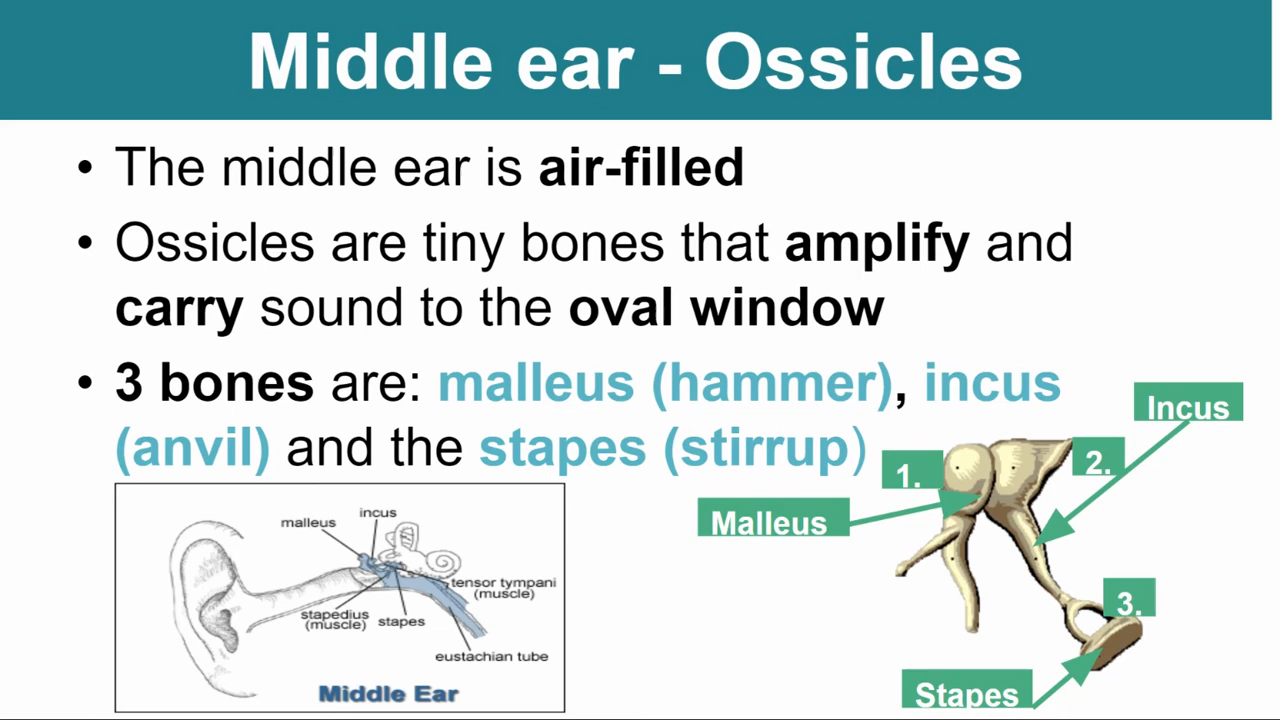 Middle ear - Ossicles
• The middle ear is air-filled
• Ossicles are tiny bones that amplify and
carry sound to the oval window
• 3 bones are: malleus (hammer), incus
(anvil) and the stapes (stirrup)
Incus
1.
2.
Malleus
3.
Stapes
incus
malleus
tensor tympani
(muscle)
stapedius
(muscle)
stapes
eustachian tube
Middle Ear